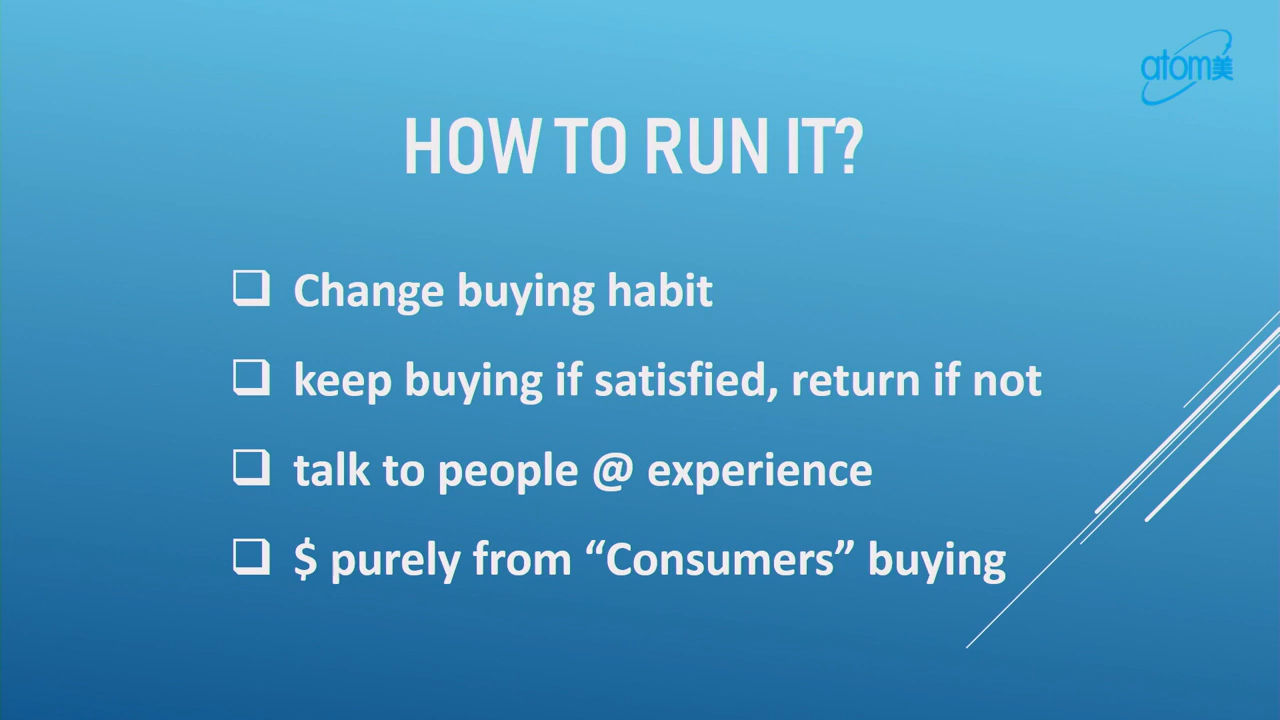 atom美
HOW TO RUN IT?
Change buying habit
keep buying if satisfied, return if not
talk to people @ experience
$ purely from “Consumers” buying